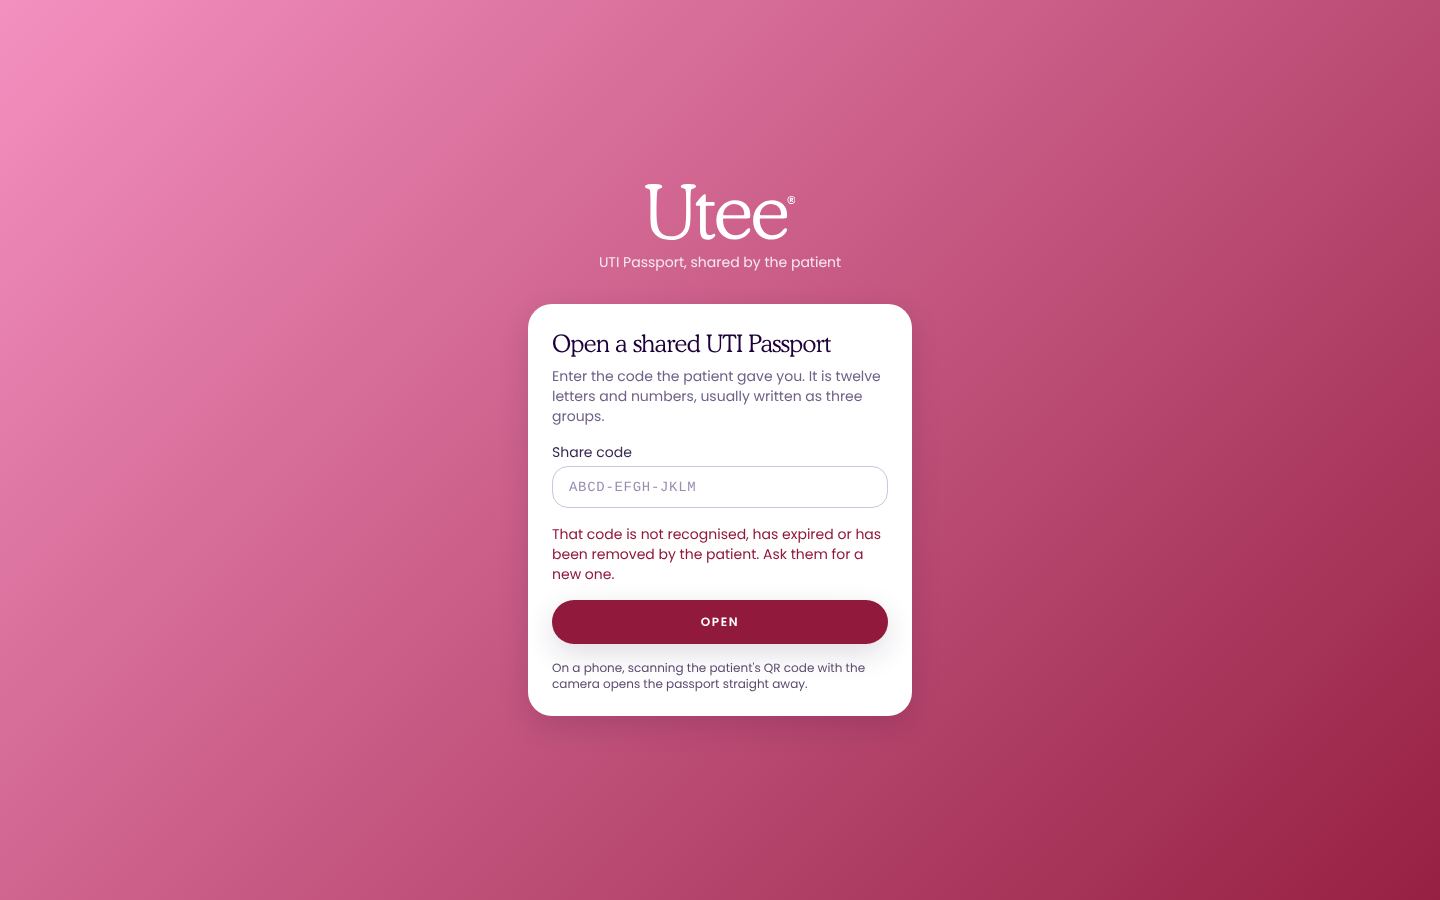 Utee®
UTI Passport, shared by the patient
Open a shared UTI Passport
Enter the code the patient gave you. It is twelve
letters and numbers, usually written as three
groups.
Share code
ABCD-EFGH-JKLM
That code is not recognised, has expired or has
been removed by the patient. Ask them for a
new one.
OPEN
On a phone, scanning the patient's QR code with the
camera opens the passport straight away.